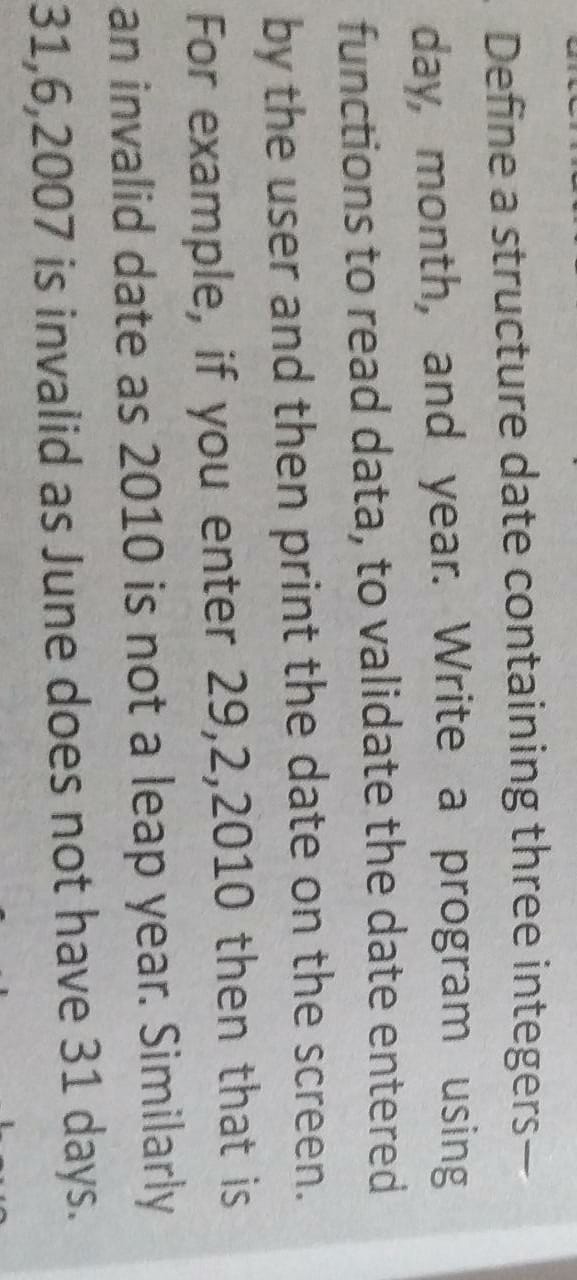 Define a structure date containing three integers—
day, month, and year. Write a program using
functions to read data, to validate the date entered
by the user and then print the date on the screen.
For example, if you enter 29,2,2010 then that is
an invalid date as 2010 is not a leap year. Similarly
31,6,2007 is invalid as June does not have 31 days.